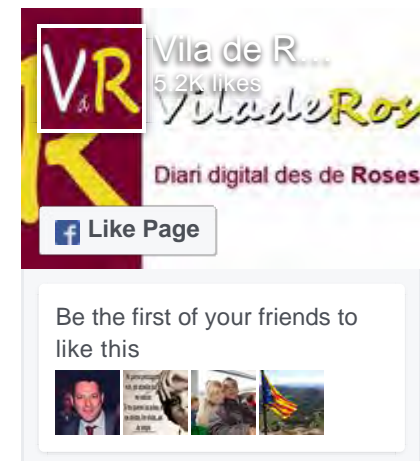 Vila de R...
5.2K likes
VdR
ViladeRos
Diari digital des de Roses
Like Page
Be the first of your friends to
like this